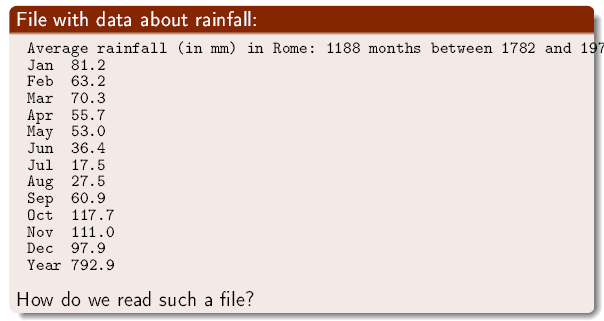 File with data about rainfall:
Average rainfall (in mm) in Rome: 1188 months between 1782 and 197
Jan 81.2
Feb 63.2
Mar 70.3
Apr 55.7
May 53.0
Jun 36.4
Jul 17.5
Aug 27.5
Sep 60.9
Oct 117.7
Nov 111.0
Dec 97.9
Year 792.9
How do we read such a file?